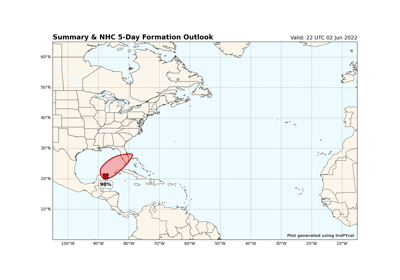 Summary & NHC 5-Day Formation Outlook
Valid: 22 UTC 02 Jun 2022
60°N
50°N
40°N
30°N
20°N
10°N
90%
Plot generated using troPYcal
100°W 90°W 80°W 70°W 60°W 50°W 40°W 30°W 20°W 10°W